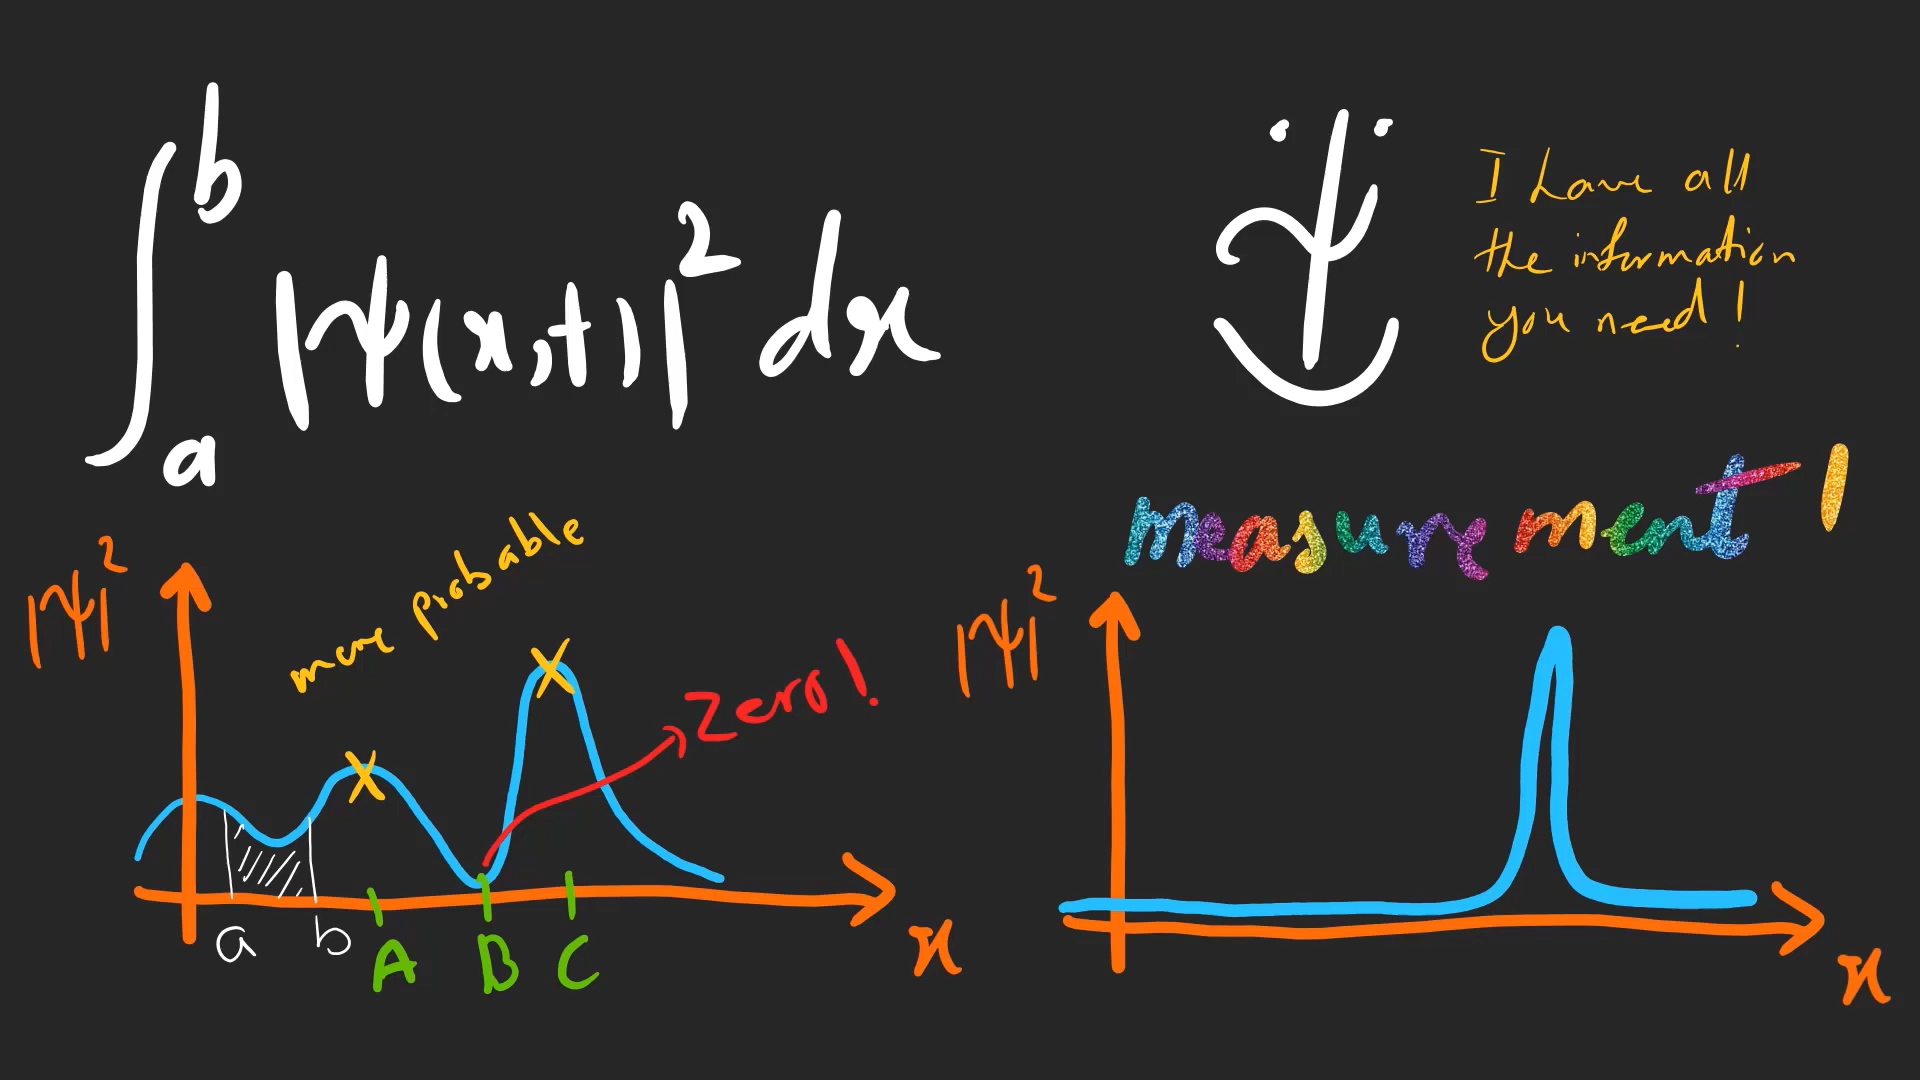 ∫ₐᵇ |ψ(x,t)|² dx
ψ
I have all
the information
you need!
measurement!
|ψ|²
more probable
Zero!
a b A B C
x
|ψ|²
x